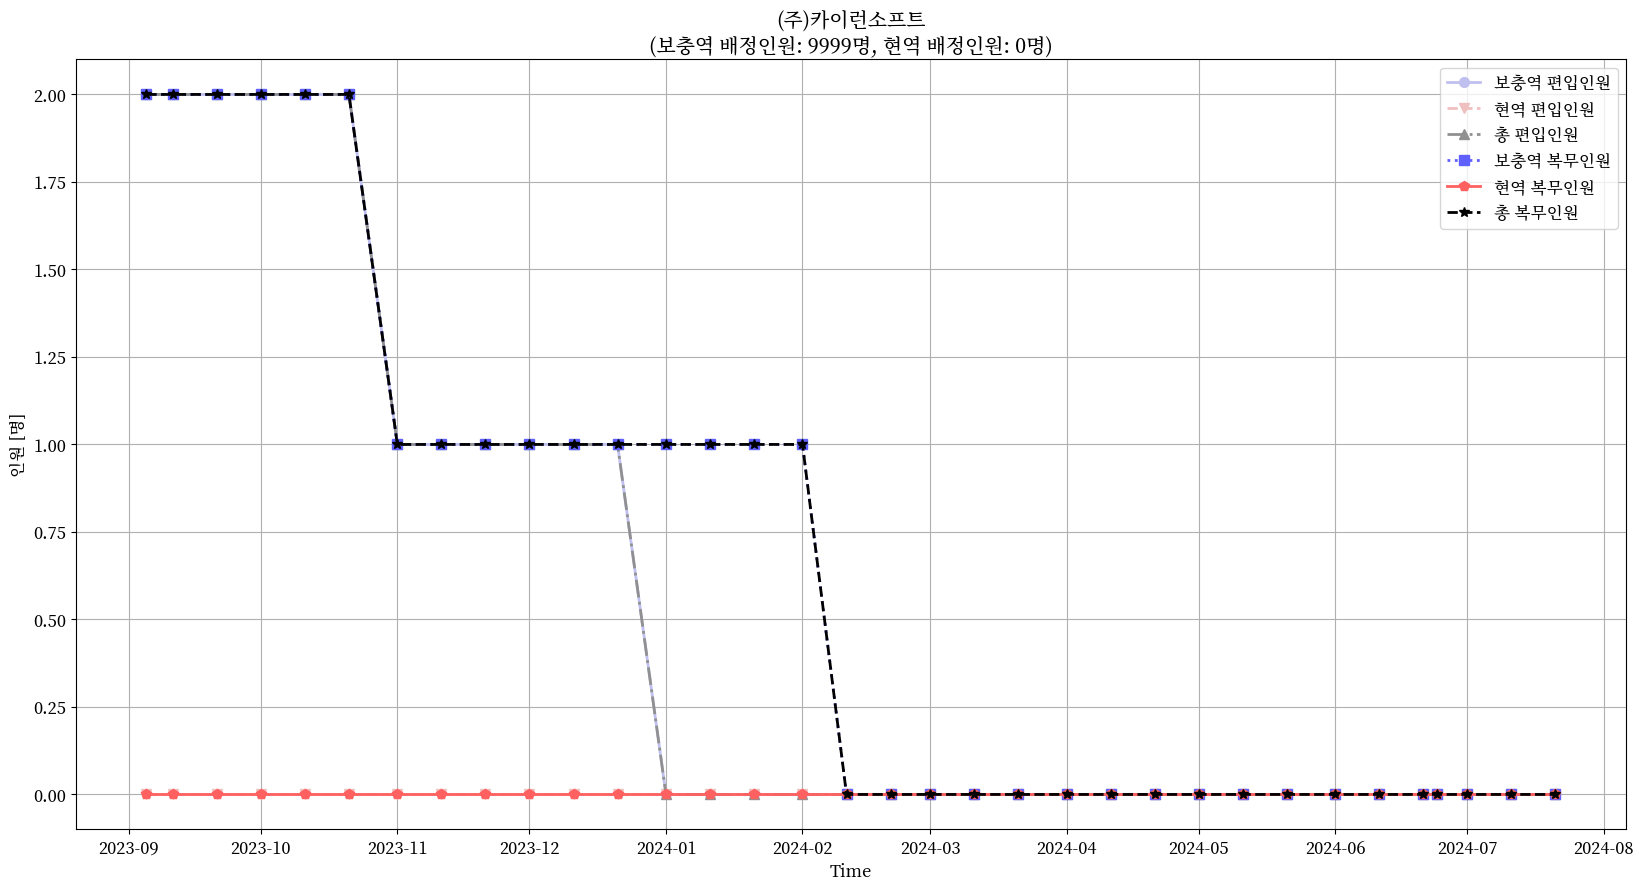 (주)카이런소프트
(보충역 배정인원: 9999명, 현역 배정인원: 0명)
보충역 편입인원
현역 편입인원
총 편입인원
보충역 복무인원
현역 복무인원
총 복무인원
인원 [명]
2.00
1.75
1.50
1.25
1.00
0.75
0.50
0.25
0.00
2023-09 2023-10 2023-11 2023-12 2024-01 2024-02 2024-03 2024-04 2024-05 2024-06 2024-07 2024-08
Time